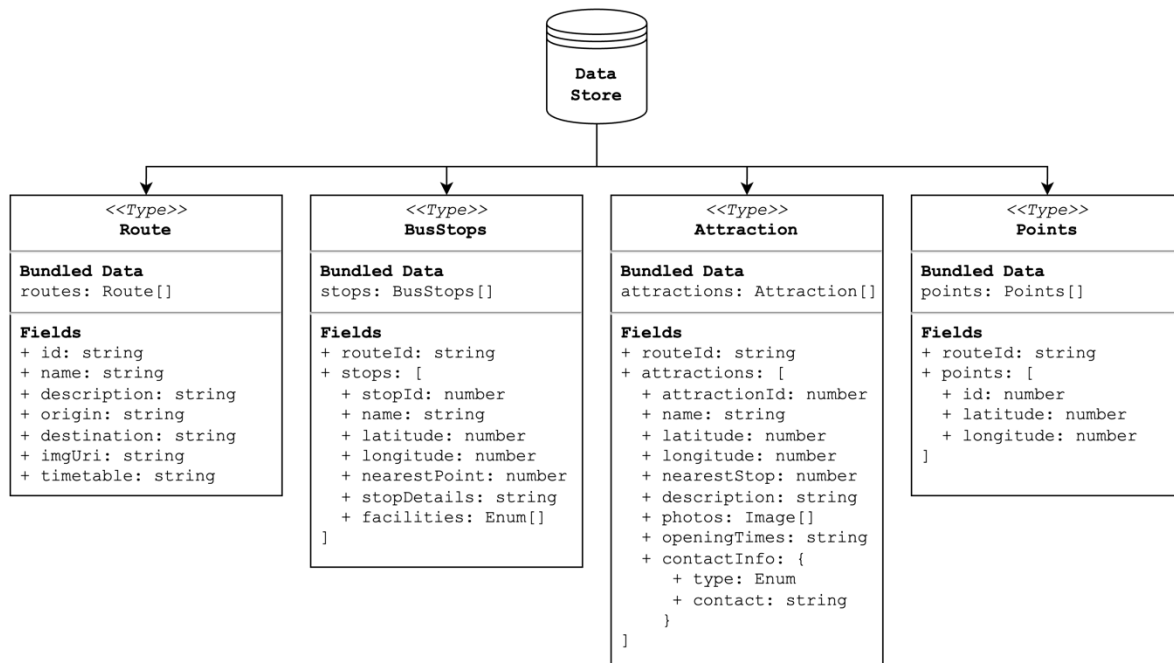 Data
Store
<<Type>>
Route
Bundled Data
routes: Route[]
Fields
+ id: string
+ name: string
+ description: string
+ origin: string
+ destination: string
+ imgUri: string
+ timetable: string
<<Type>>
BusStops
Bundled Data
stops: BusStops[]
Fields
+ routeId: string
+ stops: [
+ stopId: number
+ name: string
+ latitude: number
+ longitude: number
+ nearestPoint: number
+ stopDetails: string
+ facilities: Enum[]
]
<<Type>>
Attraction
Bundled Data
attractions: Attraction[]
Fields
+ routeId: string
+ attractions: [
+ attractionId: number
+ name: string
+ latitude: number
+ longitude: number
+ nearestStop: number
+ description: string
+ photos: Image[]
+ openingTimes: string
+ contactInfo: {
+ type: Enum
+ contact: string
}
]
<<Type>>
Points
Bundled Data
points: Points[]
Fields
+ routeId: string
+ points: [
+ id: number
+ latitude: number
+ longitude: number
]